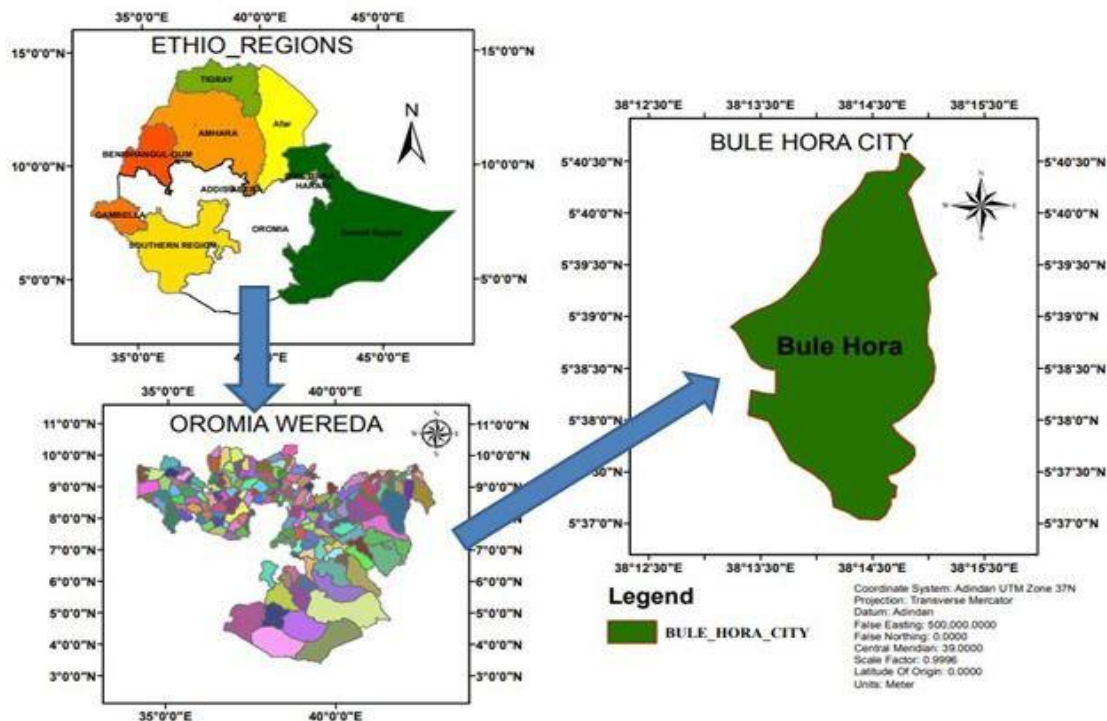 35°0'0"E 40°0'0"E 45°0'0"E
ETHIO_REGIONS
15°0'0"N 15°0'0"N
TIGRAY
N
AMHARA
Afar
BENISHANGUL-GUM
10°0'0"N 10°0'0"N
ADDIS
HARARI
GAMBELLA
OROMIA
SOUTHERN REGION
Somali Region
5°0'0"N 5°0'0"N
35°0'0"E 40°0'0"E 45°0'0"E
35°0'0"E 40°0'0"E
OROMIA WEREDA
11°0'0"N 11°0'0"N
10°0'0"N 10°0'0"N
9°0'0"N 9°0'0"N
8°0'0"N 8°0'0"N
7°0'0"N 7°0'0"N
6°0'0"N 6°0'0"N
5°0'0"N 5°0'0"N
4°0'0"N 4°0'0"N
3°0'0"N 3°0'0"N
35°0'0"E 40°0'0"E
38°12'30"E 38°13'30"E 38°14'30"E 38°15'30"E
BULE HORA CITY
5°40'30"N 5°40'30"N
N
W E
S
5°40'0"N 5°40'0"N
5°39'30"N 5°39'30"N
5°39'0"N 5°39'0"N
Bule Hora
5°38'30"N 5°38'30"N
5°38'0"N 5°38'0"N
5°37'30"N
5°37'0"N 5°37'0"N
38°12'30"E 38°13'30"E 38°14'30"E 38°15'30"E
Legend
BULE_HORA_CITY
Coordinate System: Adindan UTM Zone 37N
Projection: Transverse Mercator
Datum: Adindan
False Easting: 500,000.0000
False Northing: 0.0000
Central Meridian: 39.0000
Scale Factor: 0.9996
Latitude Of Origin: 0.0000
Units: Meter